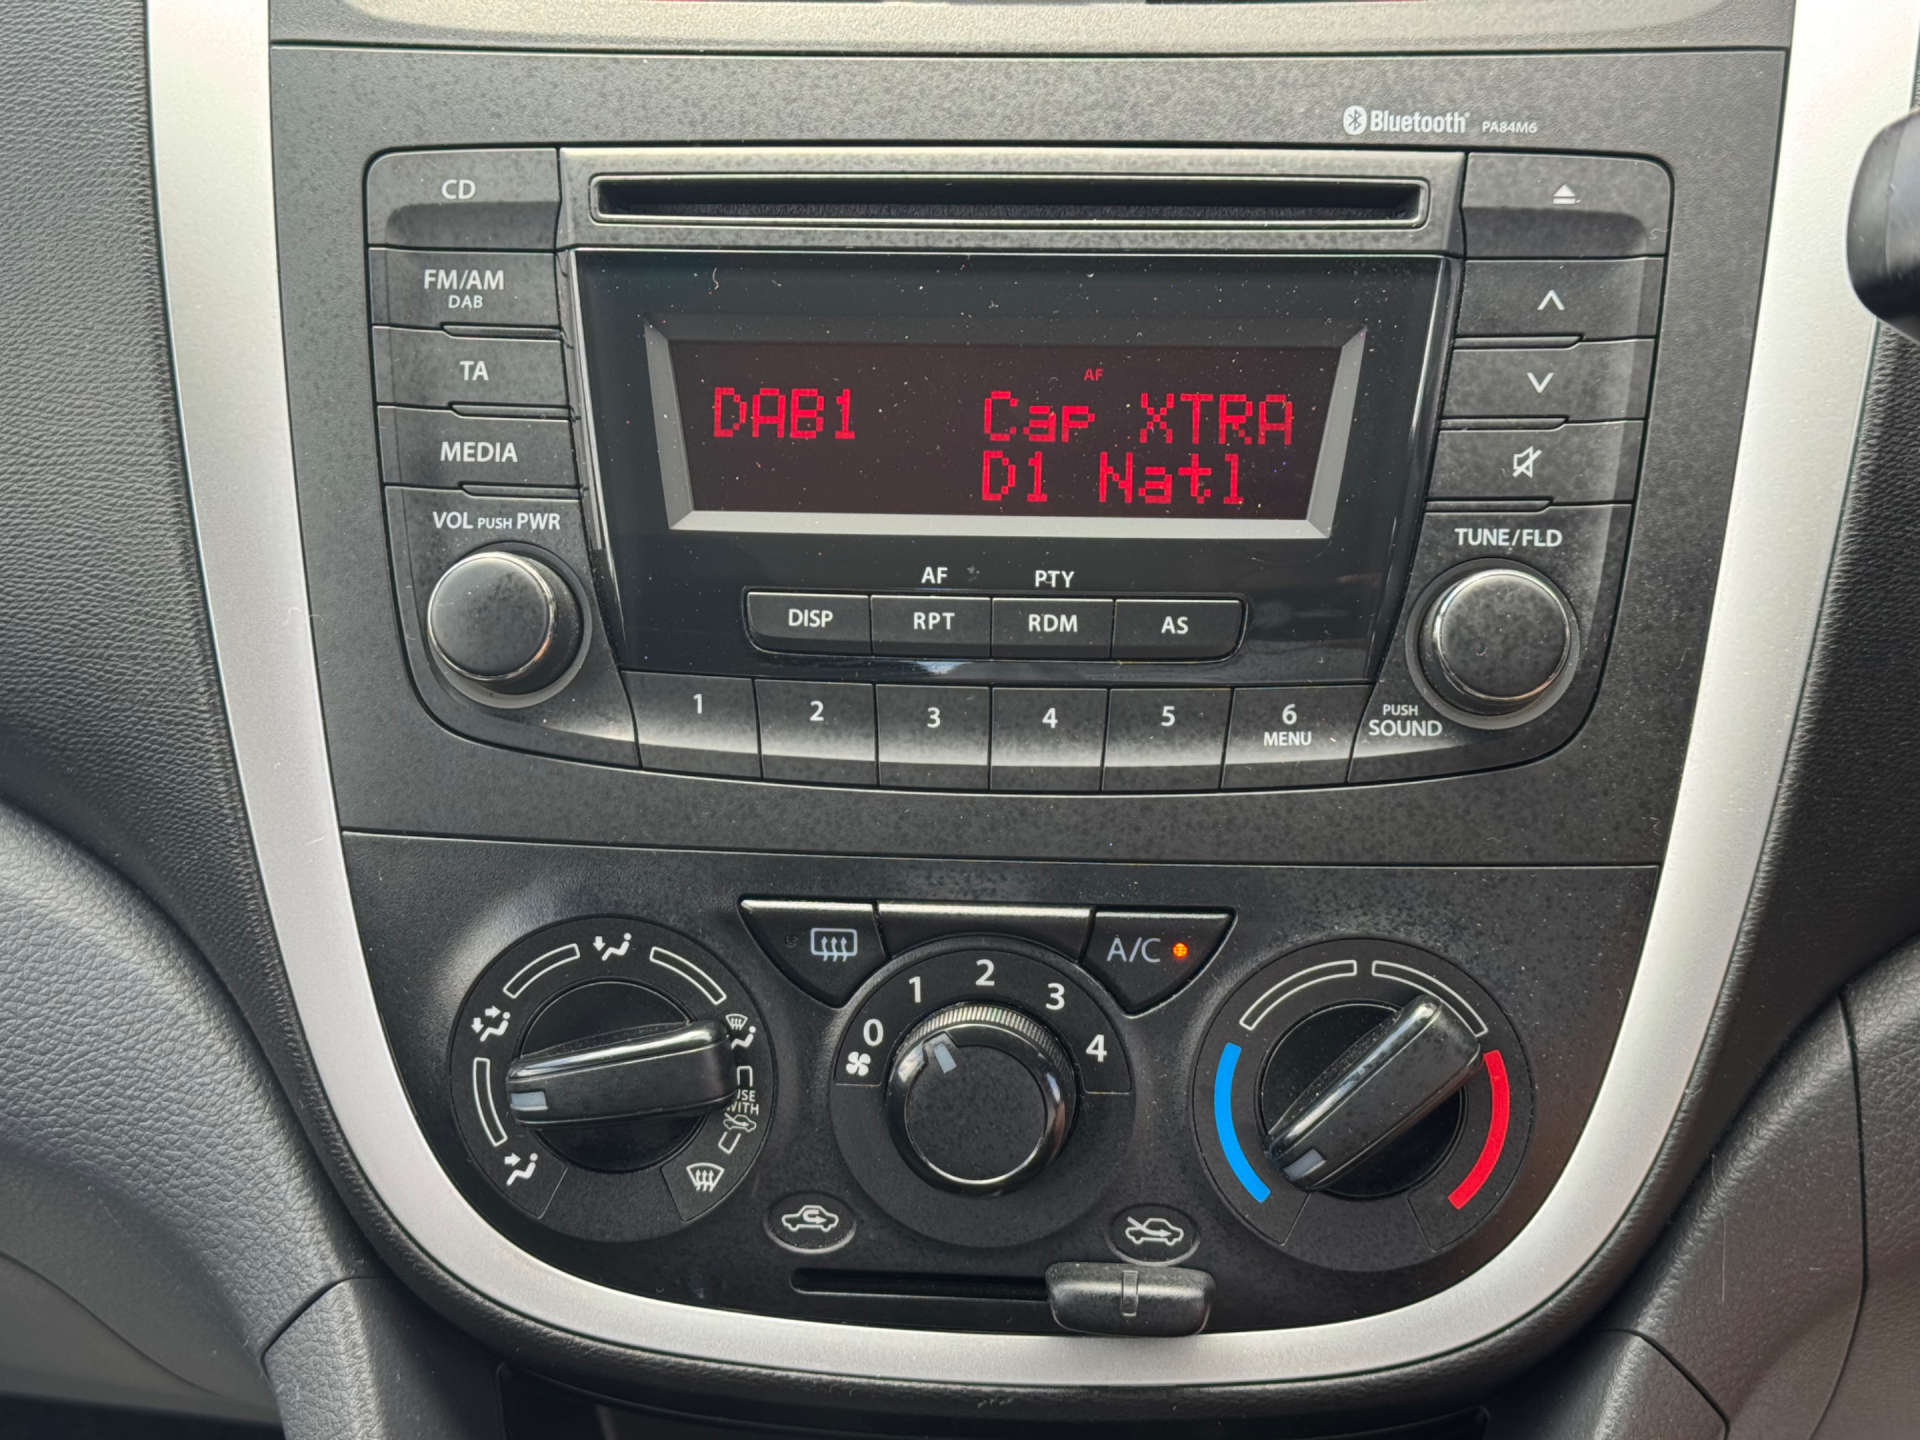 Bluetooth PA84M6
CD
FM/AM
DAB
TA
MEDIA
VOL PUSH PWR
AF
DAB1 Cap XTRA
D1 Natl
TUNE/FLD
AF PTY
DISP RPT RDM AS
1 2 3 4 5 6
MENU
PUSH
SOUND
A/C
0 1 2 3 4
USE
WITH